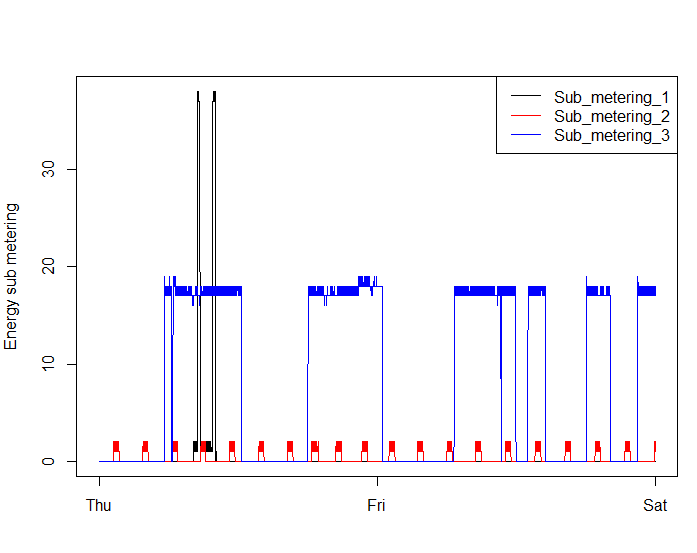 Sub_metering_1
Sub_metering_2
Sub_metering_3
Energy sub metering
30
20
10
0
Thu
Fri
Sat